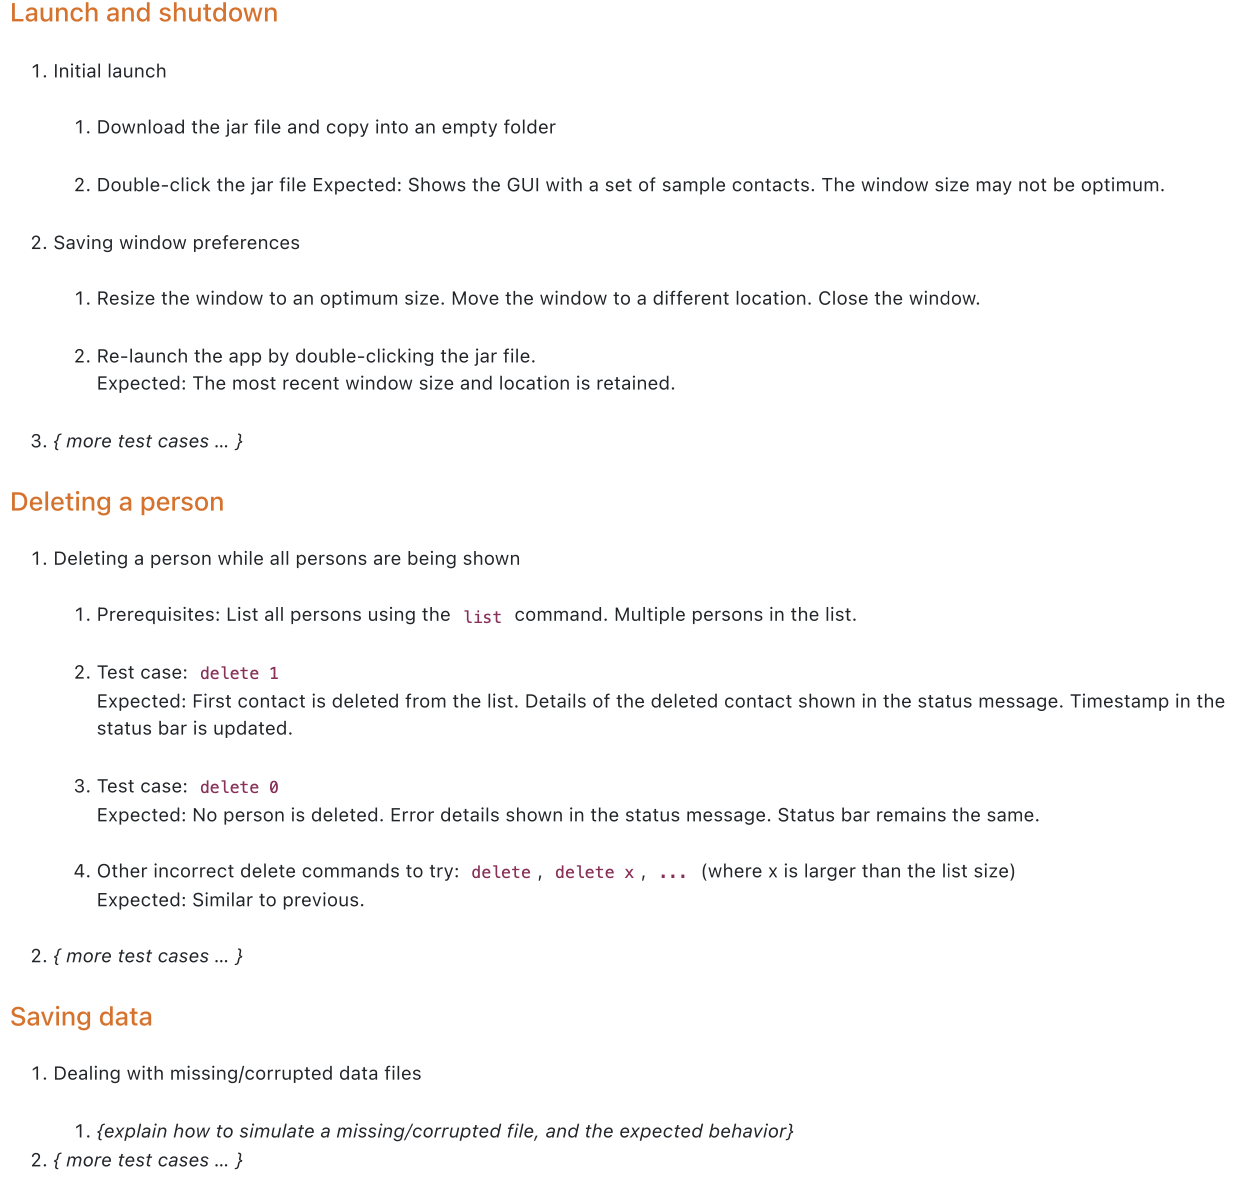 Launch and shutdown
1. Initial launch
1. Download the jar file and copy into an empty folder
2. Double-click the jar file Expected: Shows the GUI with a set of sample contacts. The window size may not be optimum.
2. Saving window preferences
1. Resize the window to an optimum size. Move the window to a different location. Close the window.
2. Re-launch the app by double-clicking the jar file.
Expected: The most recent window size and location is retained.
3. { more test cases … }
Deleting a person
1. Deleting a person while all persons are being shown
1. Prerequisites: List all persons using the list command. Multiple persons in the list.
2. Test case: delete 1
Expected: First contact is deleted from the list. Details of the deleted contact shown in the status message. Timestamp in the
status bar is updated.
3. Test case: delete 0
Expected: No person is deleted. Error details shown in the status message. Status bar remains the same.
4. Other incorrect delete commands to try: delete, delete x, ... (where x is larger than the list size)
Expected: Similar to previous.
2. { more test cases … }
Saving data
1. Dealing with missing/corrupted data files
1. {explain how to simulate a missing/corrupted file, and the expected behavior}
2. { more test cases … }